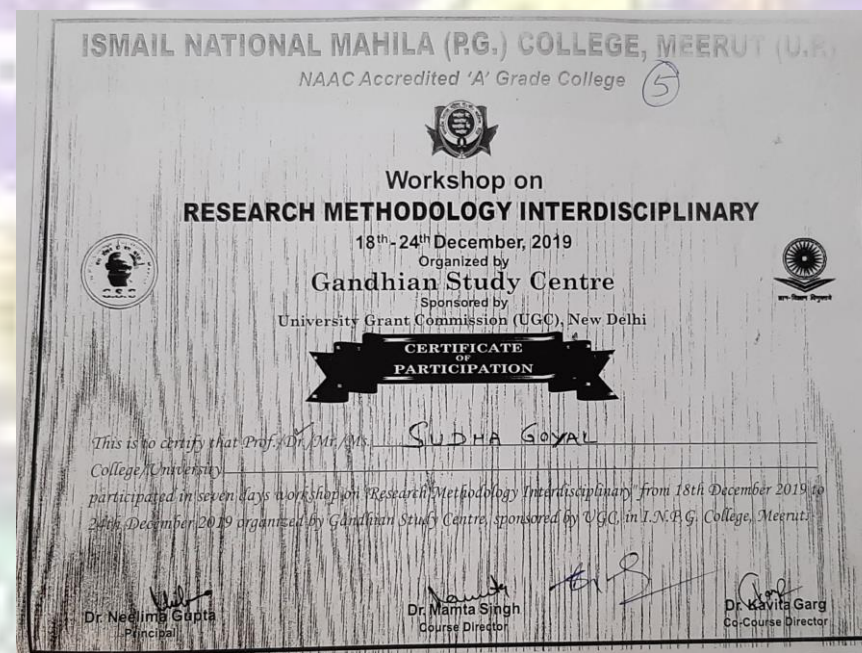 ISMAIL NATIONAL MAHILA (P.G.) COLLEGE, MEERUT (U.P.)
NAAC Accredited 'A' Grade College 5
Workshop on
RESEARCH METHODOLOGY INTERDISCIPLINARY
18th-24th December, 2019
Organized by
Gandhian Study Centre
G.S.C
ज्ञान-विज्ञान विमुक्तये
Sponsored by
University Grant Commission (UGC), New Delhi
CERTIFICATE
OF
PARTICIPATION
This is to certify that Prof./Dr./Mr./Ms. SUDHA GOYAL
College/University
participated in seven days workshop on "Research Methodology Interdisciplinary" from 18th December 2019 to
24th December 2019 organized by Gandhian Study Centre, sponsored by UGC, in I.N.P.G. College, Meerut.
Dr. Neelima Gupta
Principal
Dr. Mamta Singh
Course Director
Dr. Kavita Garg
Co-Course Director